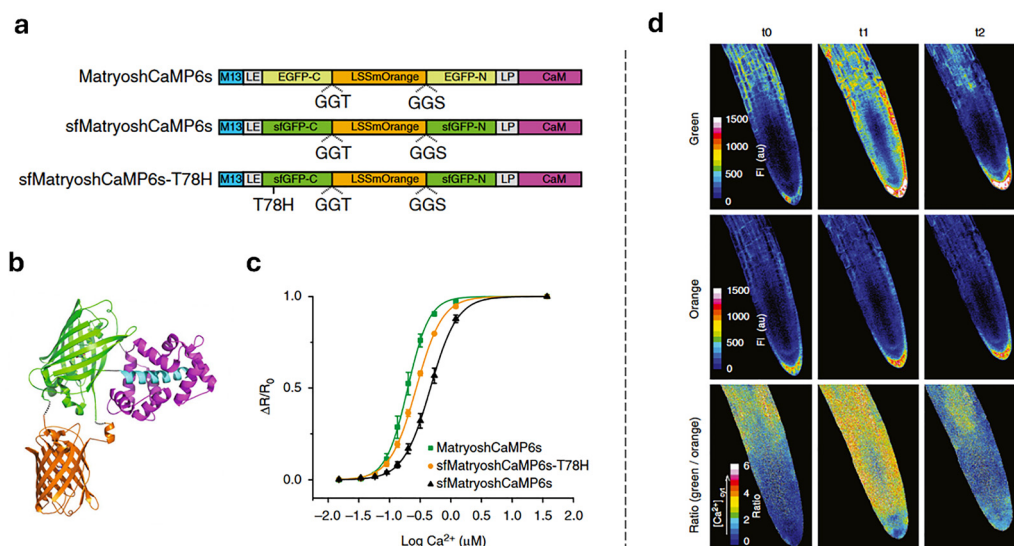 a
MatryoshCaMP6s
M13 LE EGFP-C LSSmOrange EGFP-N LP CaM
GGT GGS
sfMatryoshCaMP6s
M13 LE sfGFP-C LSSmOrange sfGFP-N LP CaM
GGT GGS
sfMatryoshCaMP6s-T78H
M13 LE sfGFP-C LSSmOrange sfGFP-N LP CaM
T78H GGT GGS
b
c
ΔR/R₀
1.0
0.5
0.0
MatryoshCaMP6s
sfMatryoshCaMP6s-T78H
sfMatryoshCaMP6s
−2.0 −1.5 −1.0 −0.5 0.0 0.5 1.0 1.5 2.0
Log Ca²⁺ (μM)
d
t0 t1 t2
Green
1500
1000
500
0
FI (au)
Orange
1500
1000
500
0
FI (au)
Ratio (green / orange)
6
4
2
0
[Ca²⁺]
Ratio